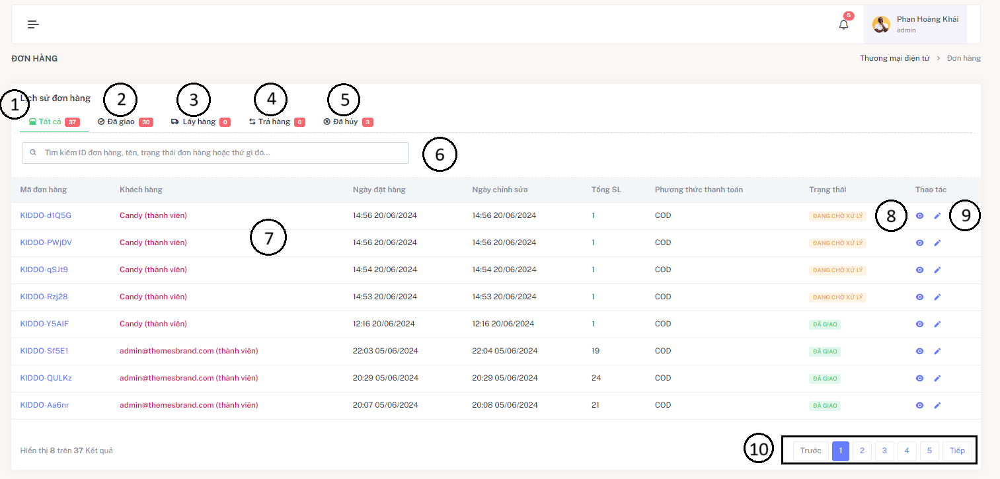 5
Phan Hoàng Khải
admin
ĐƠN HÀNG
Thương mại điện tử > Đơn hàng
Lịch sử đơn hàng
1 2 3 4 5
Tất cả 37 Đã giao 30 Lấy hàng 0 Trả hàng 0 Đã hủy 3
Tìm kiếm ID đơn hàng, tên, trạng thái đơn hàng hoặc thứ gì đó... 6
Mã đơn hàng Khách hàng Ngày đặt hàng Ngày chỉnh sửa Tổng SL Phương thức thanh toán Trạng thái Thao tác
KIDDO-d1Q5G Candy (thành viên) 14:56 20/06/2024 14:56 20/06/2024 1 COD ĐANG CHỜ XỬ LÝ 8 9
7
KIDDO-PWjDV Candy (thành viên) 14:56 20/06/2024 14:56 20/06/2024 1 COD ĐANG CHỜ XỬ LÝ
KIDDO-qSJt9 Candy (thành viên) 14:54 20/06/2024 14:54 20/06/2024 1 COD ĐANG CHỜ XỬ LÝ
KIDDO-Rzj28 Candy (thành viên) 14:53 20/06/2024 14:53 20/06/2024 1 COD ĐANG CHỜ XỬ LÝ
KIDDO-Y5AIF Candy (thành viên) 12:16 20/06/2024 12:16 20/06/2024 1 COD ĐÃ GIAO
KIDDO-Sf5E1 admin@themesbrand.com (thành viên) 22:03 05/06/2024 22:04 05/06/2024 19 COD ĐÃ GIAO
KIDDO-QULKz admin@themesbrand.com (thành viên) 20:29 05/06/2024 20:29 05/06/2024 24 COD ĐÃ GIAO
KIDDO-Aa6nr admin@themesbrand.com (thành viên) 20:07 05/06/2024 20:08 05/06/2024 21 COD ĐÃ GIAO
Hiển thị 8 trên 37 Kết quả 10 Trước 1 2 3 4 5 Tiếp